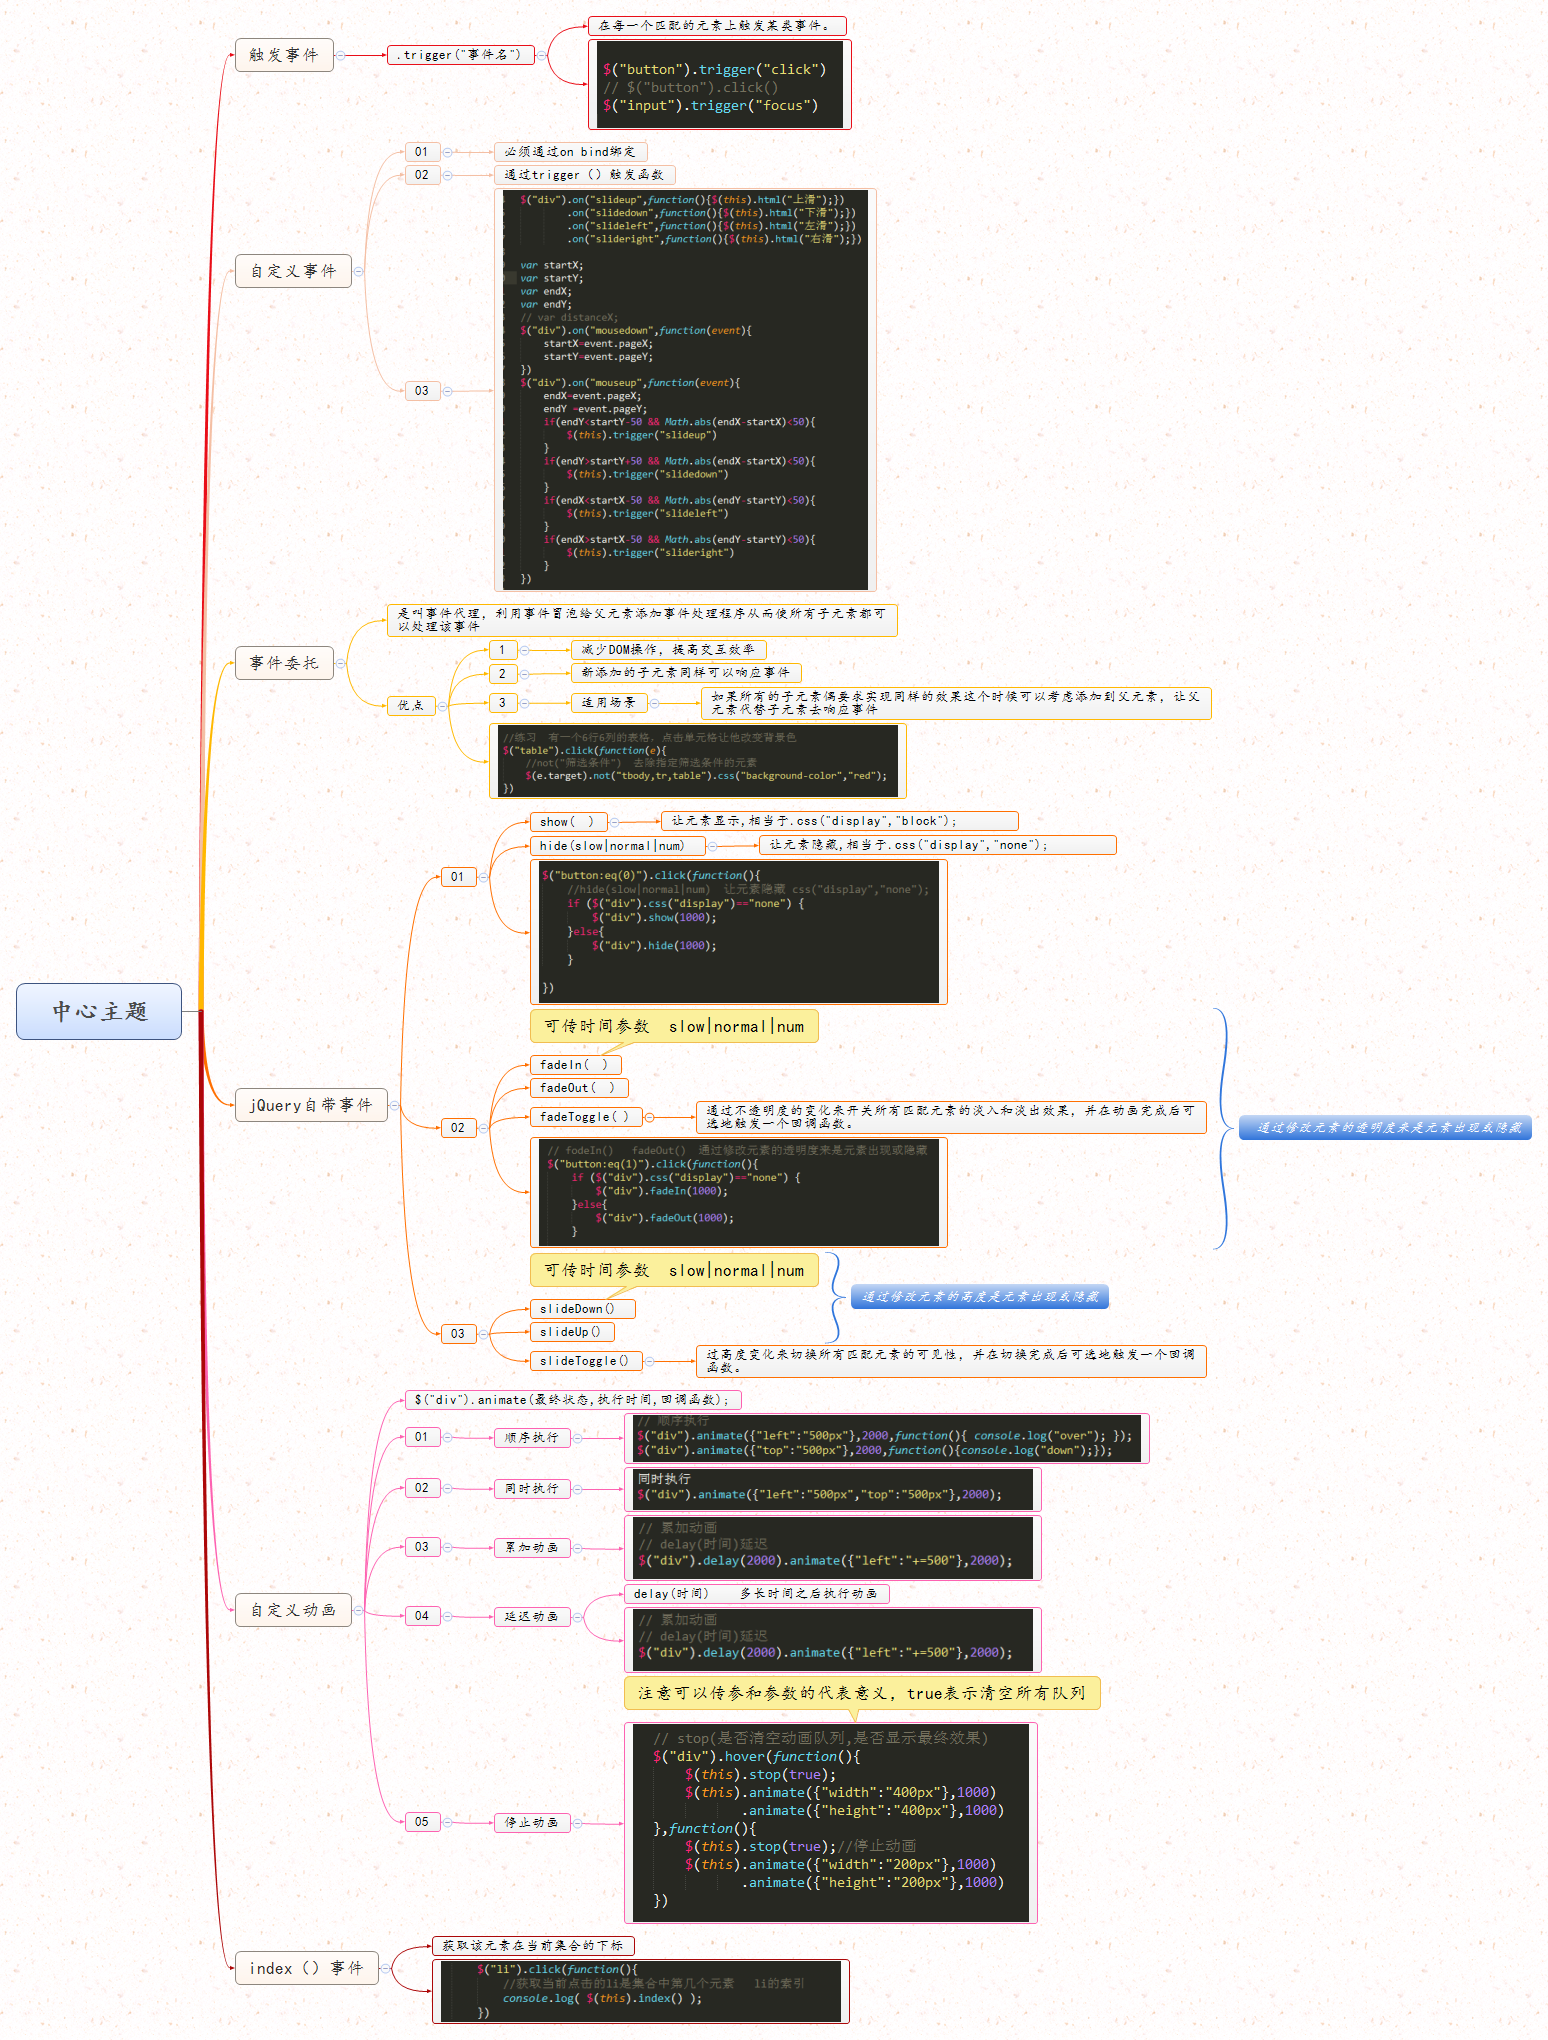 中心主题
触发事件
.trigger("事件名")
在每一个匹配的元素上触发某类事件。
$("button").trigger("click")
// $("button").click()
$("input").trigger("focus")
自定义事件
01
必须通过on bind绑定
02
通过trigger（）触发函数
03
$("div").on("slideup",function(){$(this).html("上滑");})
.on("slidedown",function(){$(this).html("下滑");})
.on("slideleft",function(){$(this).html("左滑");})
.on("slideright",function(){$(this).html("右滑");})
var startX;
var startY;
var endX;
var endY;
// var distanceX;
$("div").on("mousedown",function(event){
startX=event.pageX;
startY=event.pageY;
})
$("div").on("mouseup",function(event){
endX=event.pageX;
endY =event.pageY;
if(endY<startY-50 && Math.abs(endX-startX)<50){
$(this).trigger("slideup")
}
if(endY>startY+50 && Math.abs(endX-startX)<50){
$(this).trigger("slidedown")
}
if(endX<startX-50 && Math.abs(endY-startY)<50){
$(this).trigger("slideleft")
}
if(endX>startX-50 && Math.abs(endY-startY)<50){
$(this).trigger("slideright")
}
})
事件委托
是叫事件代理，利用事件冒泡给父元素添加事件处理程序从而使所有子元素都可
以处理该事件
优点
1
减少DOM操作，提高交互效率
2
新添加的子元素同样可以响应事件
3
适用场景
如果所有的子元素偶要求实现同样的效果这个时候可以考虑添加到父元素，让父
元素代替子元素去响应事件
//练习  有一个6行6列的表格，点击单元格让他改变背景色
$("table").click(function(e){
//not("筛选条件")  去除指定筛选条件的元素
$(e.target).not("tbody,tr,table").css("background-color","red");
})
jQuery自带事件
01
show(  )
让元素显示,相当于.css("display","block");
hide(slow|normal|num)
让元素隐藏,相当于.css("display","none");
$("button:eq(0)").click(function(){
//hide(slow|normal|num)  让元素隐藏 css("display","none");
if ($("div").css("display")=="none") {
$("div").show(1000);
}else{
$("div").hide(1000);
}
})
02
可传时间参数  slow|normal|num
fadeIn(  )
fadeOut(  )
fadeToggle( )
通过不透明度的变化来开关所有匹配元素的淡入和淡出效果，并在动画完成后可
选地触发一个回调函数。
// fodeIn()   fadeOut()  通过修改元素的透明度来是元素出现或隐藏
$("button:eq(1)").click(function(){
if ($("div").css("display")=="none") {
$("div").fadeIn(1000);
}else{
$("div").fadeOut(1000);
}
通过修改元素的透明度来是元素出现或隐藏
03
可传时间参数  slow|normal|num
slideDown()
slideUp()
通过修改元素的高度是元素出现或隐藏
slideToggle()
过高度变化来切换所有匹配元素的可见性，并在切换完成后可选地触发一个回调
函数。
自定义动画
$("div").animate(最终状态,执行时间,回调函数);
01
顺序执行
// 顺序执行
$("div").animate({"left":"500px"},2000,function(){ console.log("over"); });
$("div").animate({"top":"500px"},2000,function(){console.log("down");});
02
同时执行
同时执行
$("div").animate({"left":"500px","top":"500px"},2000);
03
累加动画
// 累加动画
// delay(时间)延迟
$("div").delay(2000).animate({"left":"+=500"},2000);
04
延迟动画
delay(时间)    多长时间之后执行动画
// 累加动画
// delay(时间)延迟
$("div").delay(2000).animate({"left":"+=500"},2000);
05
停止动画
注意可以传参和参数的代表意义，true表示清空所有队列
// stop(是否清空动画队列,是否显示最终效果)
$("div").hover(function(){
$(this).stop(true);
$(this).animate({"width":"400px"},1000)
.animate({"height":"400px"},1000)
},function(){
$(this).stop(true);//停止动画
$(this).animate({"width":"200px"},1000)
.animate({"height":"200px"},1000)
})
index（）事件
获取该元素在当前集合的下标
$("li").click(function(){
//获取当前点击的li是集合中第几个元素   li的索引
console.log( $(this).index() );
})